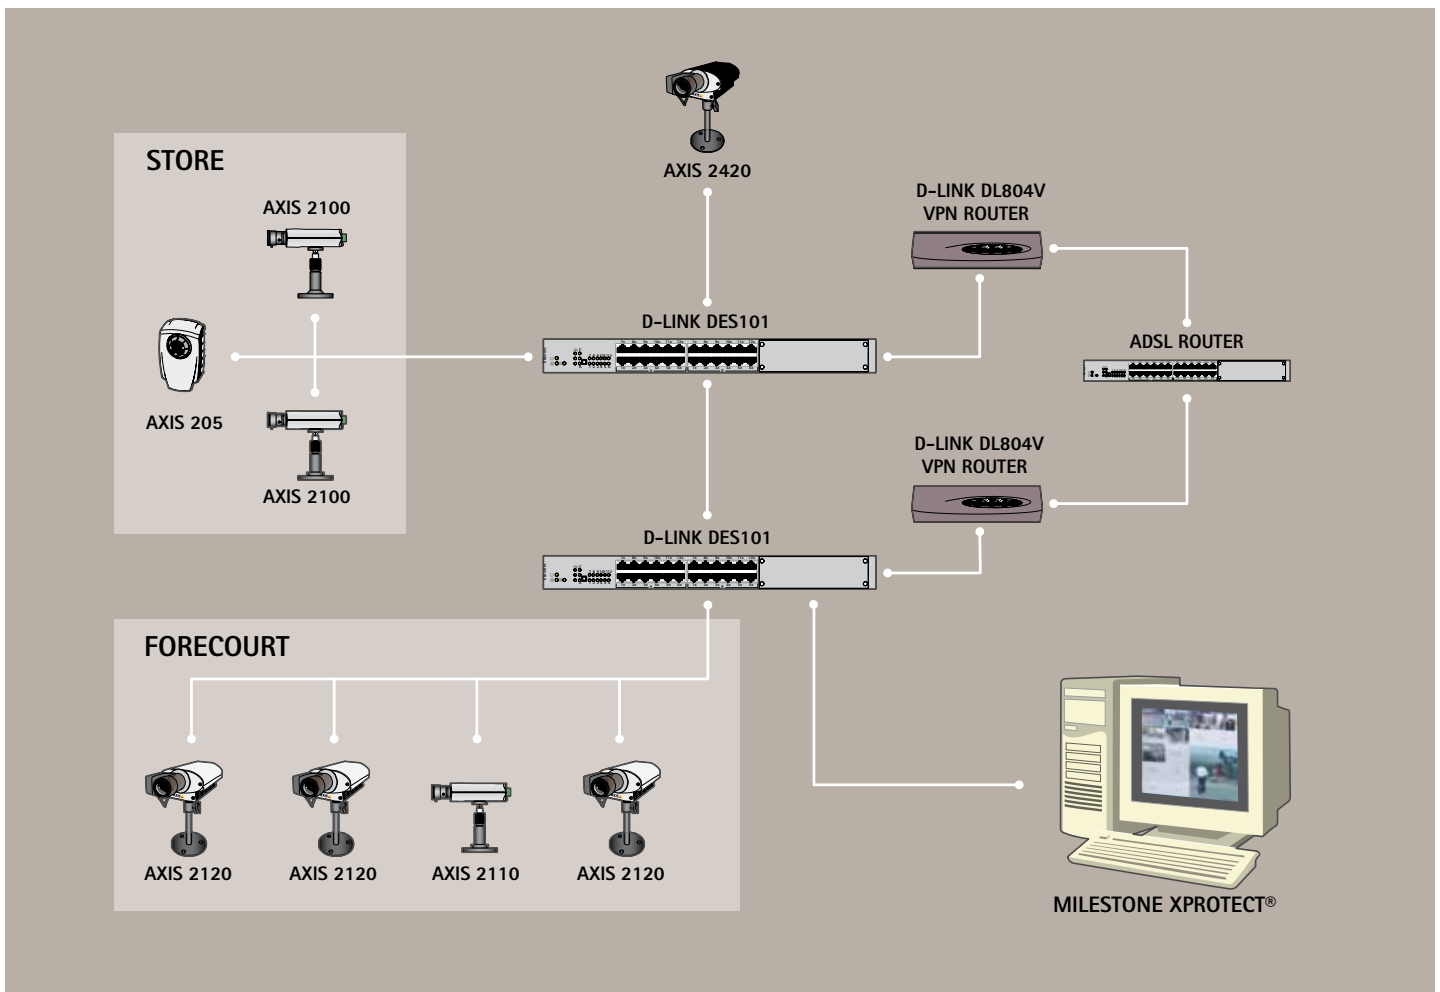 AXIS 2420
STORE
AXIS 2100
AXIS 205
AXIS 2100
D-LINK DL804V
VPN ROUTER
D-LINK DES101
ADSL ROUTER
D-LINK DL804V
VPN ROUTER
D-LINK DES101
FORECOURT
AXIS 2120
AXIS 2120
AXIS 2110
AXIS 2120
MILESTONE XPROTECT®